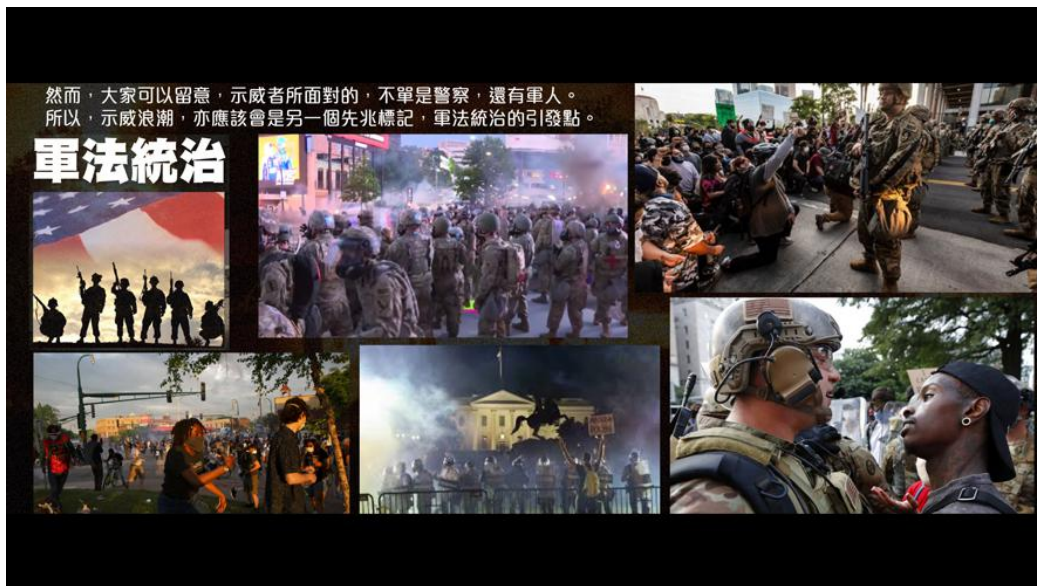 然而，大家可以留意，示威者所面對的，不單是警察，還有軍人。
所以，示威浪潮，亦應該會是另一個先兆標記，軍法統治的引發點。
軍法統治